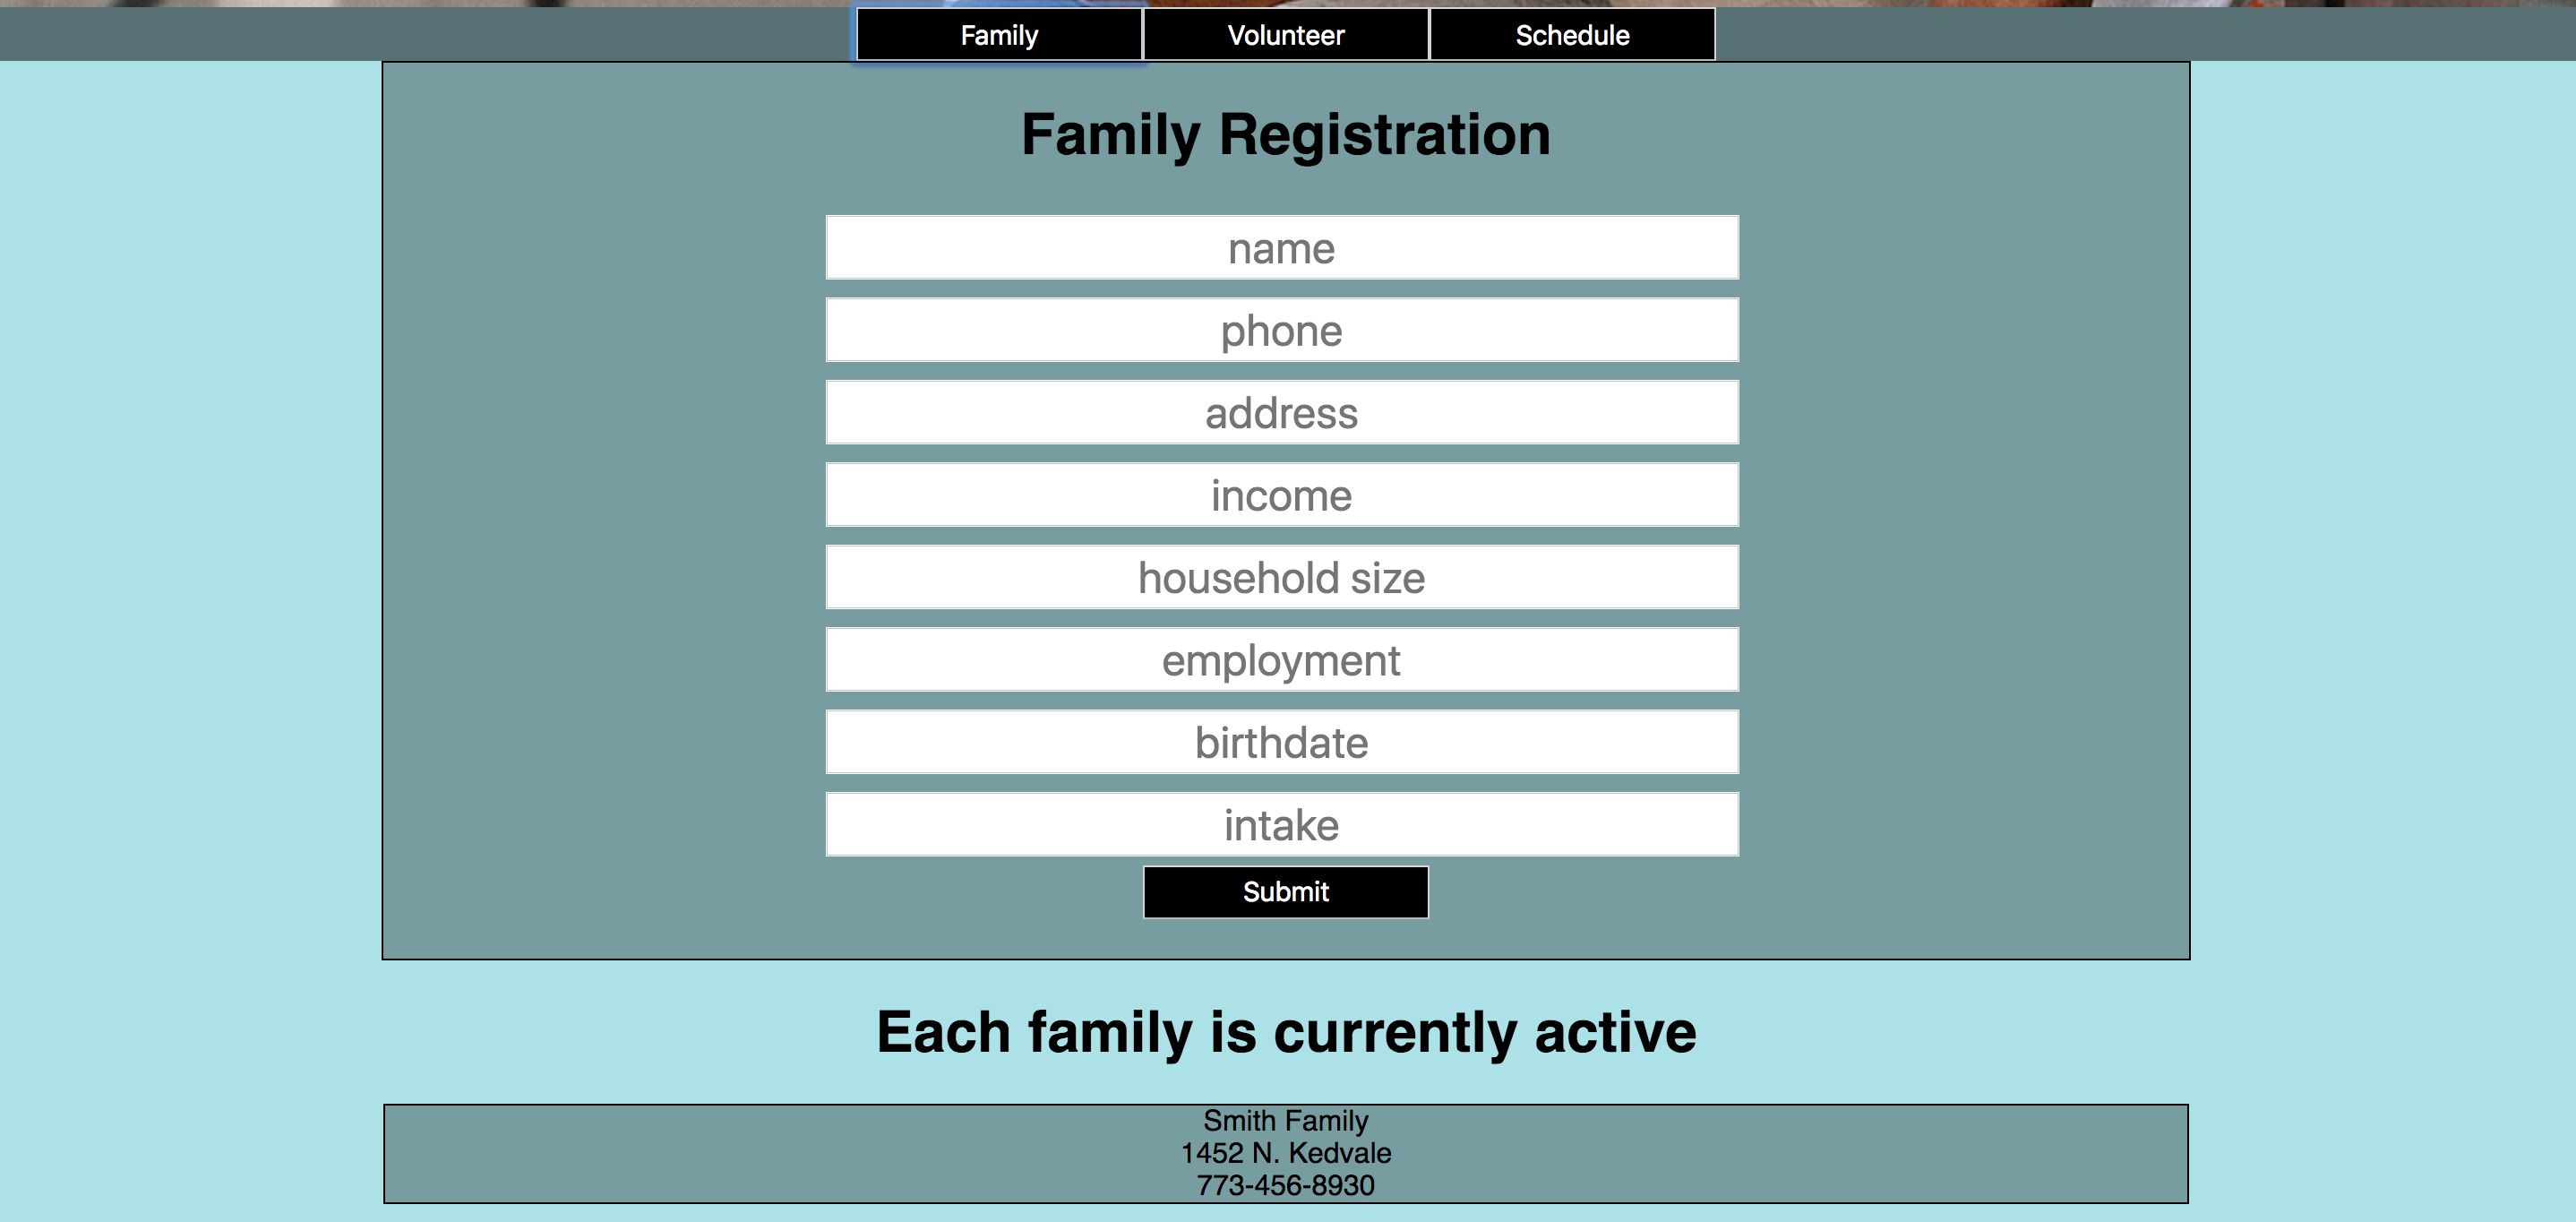 Family Volunteer Schedule
Family Registration
name
phone
address
income
household size
employment
birthdate
intake
Submit
Each family is currently active
Smith Family
1452 N. Kedvale
773-456-8930